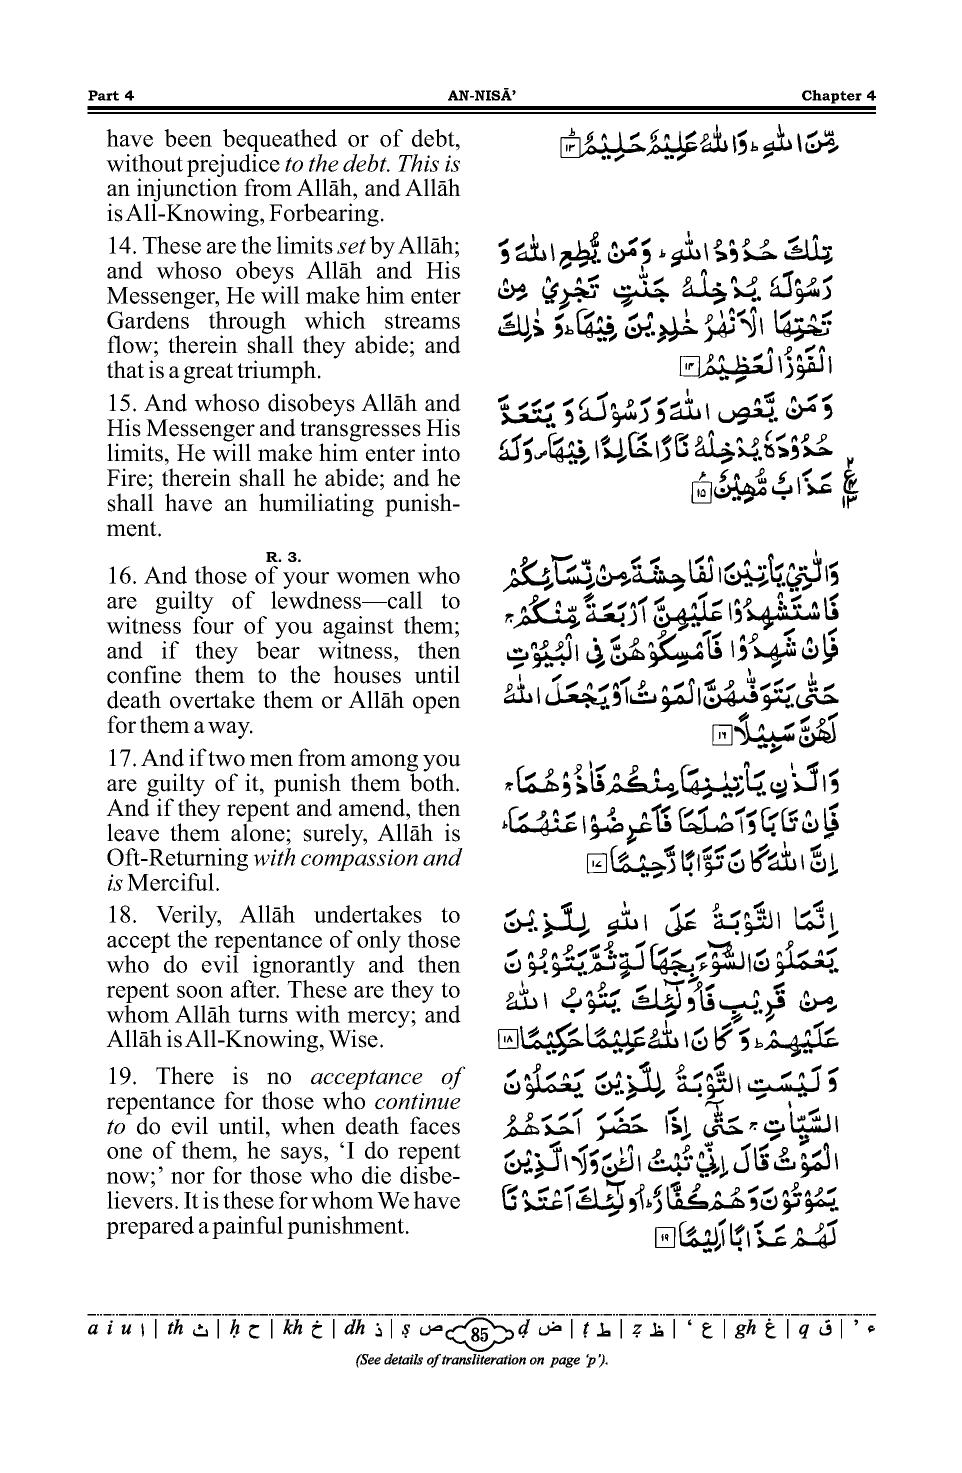 Part 4 AN-NISĀ’ Chapter 4
have been bequeathed or of debt,
without prejudice to the debt. This is
an injunction from Allāh, and Allāh
is All-Knowing, Forbearing.
14. These are the limits set by Allāh;
and whoso obeys Allāh and His
Messenger, He will make him enter
Gardens through which streams
flow; therein shall they abide; and
that is a great triumph.
15. And whoso disobeys Allāh and
His Messenger and transgresses His
limits, He will make him enter into
Fire; therein shall he abide; and he
shall have an humiliating punish-
ment.
R. 3.
16. And those of your women who
are guilty of lewdness—call to
witness four of you against them;
and if they bear witness, then
confine them to the houses until
death overtake them or Allāh open
for them a way.
17. And if two men from among you
are guilty of it, punish them both.
And if they repent and amend, then
leave them alone; surely, Allāh is
Oft-Returning with compassion and
is Merciful.
18. Verily, Allāh undertakes to
accept the repentance of only those
who do evil ignorantly and then
repent soon after. These are they to
whom Allāh turns with mercy; and
Allāh is All-Knowing, Wise.
19. There is no acceptance of
repentance for those who continue
to do evil until, when death faces
one of them, he says, ‘I do repent
now;’ nor for those who die disbe-
lievers. It is these for whom We have
prepared a painful punishment.
مِّنَ اللّٰهِ ؕ وَ اللّٰهُ عَلِيْمٌ حَلِيْمٌ ؕ۱۳
تِلْكَ حُدُوْدُ اللّٰهِ ؕ وَ مَنْ يُّطِعِ اللّٰهَ وَ
رَسُوْلَهٗ يُدْخِلْهُ جَنّٰتٍ تَجْرِيْ مِنْ
تَحْتِهَا الْاَنْهٰرُ خٰلِدِيْنَ فِيْهَا ؕ وَ ذٰلِكَ
الْفَوْزُ الْعَظِيْمُ ۱۴
وَ مَنْ يَّعْصِ اللّٰهَ وَ رَسُوْلَهٗ وَ يَتَعَدَّ
حُدُوْدَهٗ يُدْخِلْهُ نَارًا خَالِدًا فِيْهَا ۪ وَ لَهٗ
عَذَابٌ مُّهِيْنٌ ۱۵
وَ الّٰتِيْ يَاْتِيْنَ الْفَاحِشَةَ مِنْ نِّسَآئِكُمْ
فَاسْتَشْهِدُوْا عَلَيْهِنَّ اَرْبَعَةً مِّنْكُمْ ۚ
فَاِنْ شَهِدُوْا فَاَمْسِكُوْهُنَّ فِى الْبُيُوْتِ
حَتّٰى يَتَوَفّٰهُنَّ الْمَوْتُ اَوْ يَجْعَلَ اللّٰهُ
لَهُنَّ سَبِيْلًا ۱۶
وَ الَّذٰنِ يَاْتِيٰنِهَا مِنْكُمْ فَاٰذُوْهُمَا ۚ
فَاِنْ تَابَا وَ اَصْلَحَا فَاَعْرِضُوْا عَنْهُمَا ؕ
اِنَّ اللّٰهَ كَانَ تَوَّابًا رَّحِيْمًا ۱۷
اِنَّمَا التَّوْبَةُ عَلَى اللّٰهِ لِلَّذِيْنَ
يَعْمَلُوْنَ السُّوْٓءَ بِجَهَالَةٍ ثُمَّ يَتُوْبُوْنَ
مِنْ قَرِيْبٍ فَاُولٰٓئِكَ يَتُوْبُ اللّٰهُ
عَلَيْهِمْ ؕ وَ كَانَ اللّٰهُ عَلِيْمًا حَكِيْمًا ۱۸
وَ لَيْسَتِ التَّوْبَةُ لِلَّذِيْنَ يَعْمَلُوْنَ
السَّيِّاٰتِ ۚ حَتّٰٓى اِذَا حَضَرَ اَحَدَهُمُ
الْمَوْتُ قَالَ اِنِّيْ تُبْتُ الْـٰٔنَ وَ لَا الَّذِيْنَ
يَمُوْتُوْنَ وَ هُمْ كُفَّارٌ ؕ اُولٰٓئِكَ اَعْتَدْنَا
لَهُمْ عَذَابًا اَلِيْمًا ۱۹
a i u ا | th ث | ḥ ح | kh خ | dh ذ | ṣ ص 85 ḍ ض | ṭ ط | ẓ ظ | ‘ ع | gh غ | q ق | ’ ء
(See details of transliteration on page ‘p’).